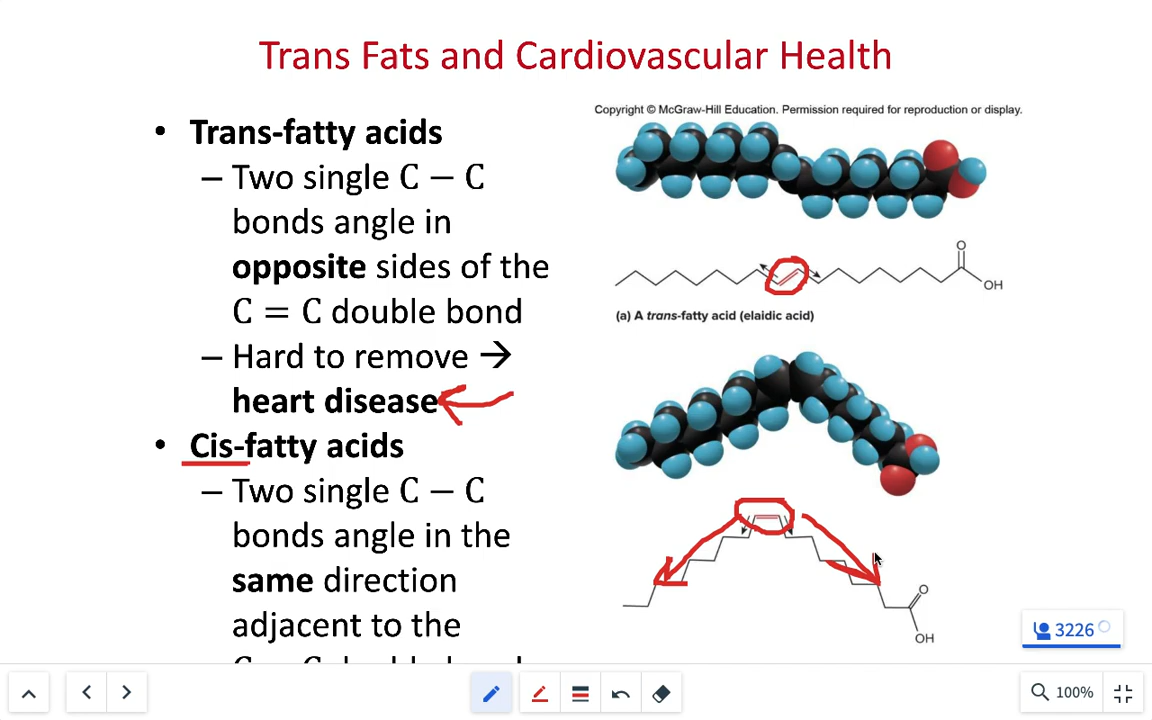 Trans Fats and Cardiovascular Health
• Trans-fatty acids
– Two single C − C
bonds angle in
opposite sides of the
C = C double bond
– Hard to remove →
heart disease
• Cis-fatty acids
– Two single C − C
bonds angle in the
same direction
adjacent to the
Copyright © McGraw-Hill Education. Permission required for reproduction or display.
O
OH
(a) A trans-fatty acid (elaidic acid)
O
OH
3226
100%